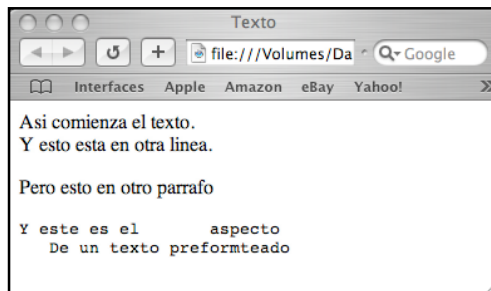 Texto
file:///Volumes/Da
Google
Interfaces Apple Amazon eBay Yahoo!
Asi comienza el texto.
Y esto esta en otra linea.
Pero esto en otro parrafo
Y este es el aspecto
De un texto preformteado